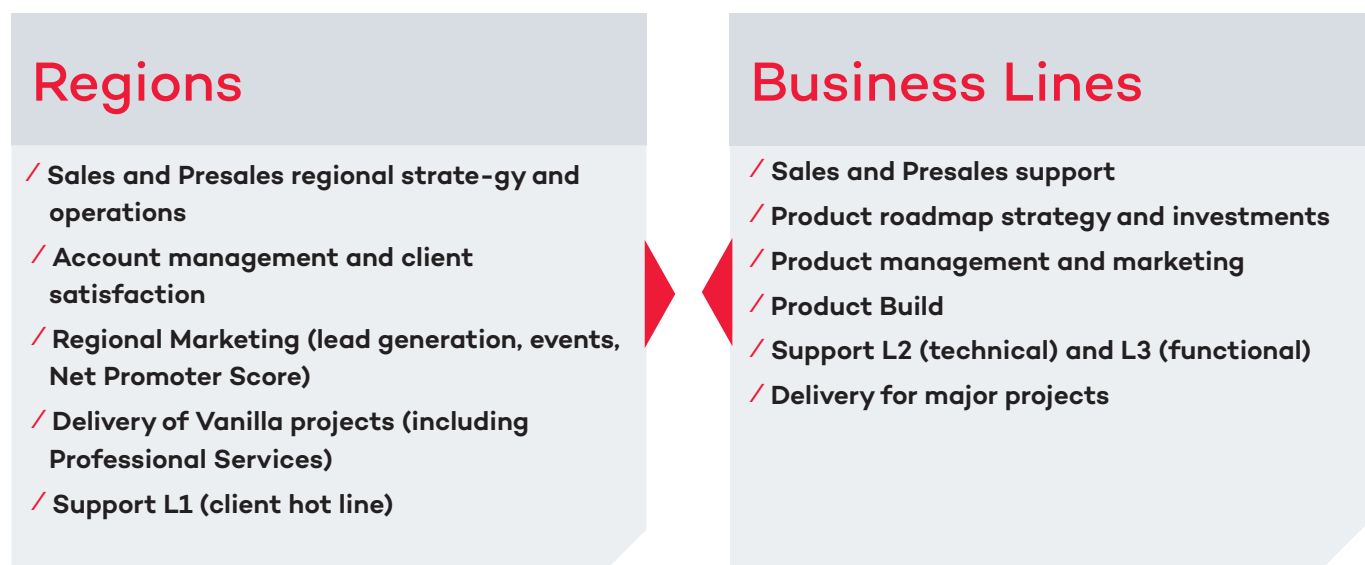 Regions
/ Sales and Presales regional strate-gy and
operations
/ Account management and client
satisfaction
/ Regional Marketing (lead generation, events,
Net Promoter Score)
/ Delivery of Vanilla projects (including
Professional Services)
/ Support L1 (client hot line)
Business Lines
/ Sales and Presales support
/ Product roadmap strategy and investments
/ Product management and marketing
/ Product Build
/ Support L2 (technical) and L3 (functional)
/ Delivery for major projects